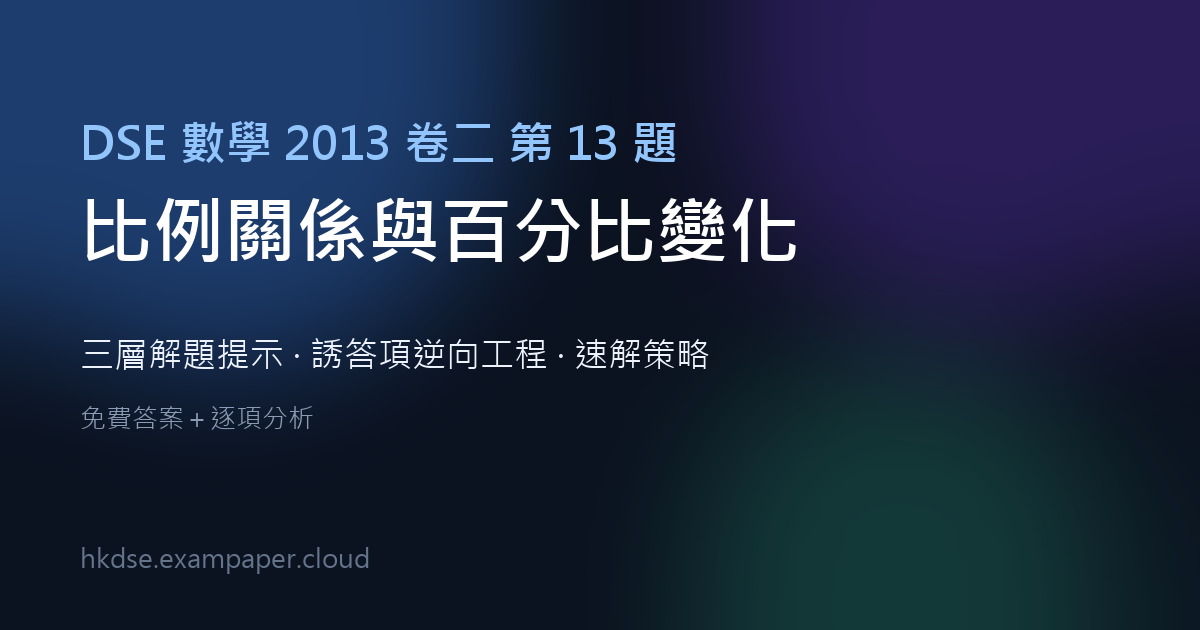 DSE 數學 2013 卷二 第 13 題
比例關係與百分比變化
三層解題提示 · 誘答項逆向工程 · 速解策略
免費答案 + 逐項分析
hkdse.exampaper.cloud